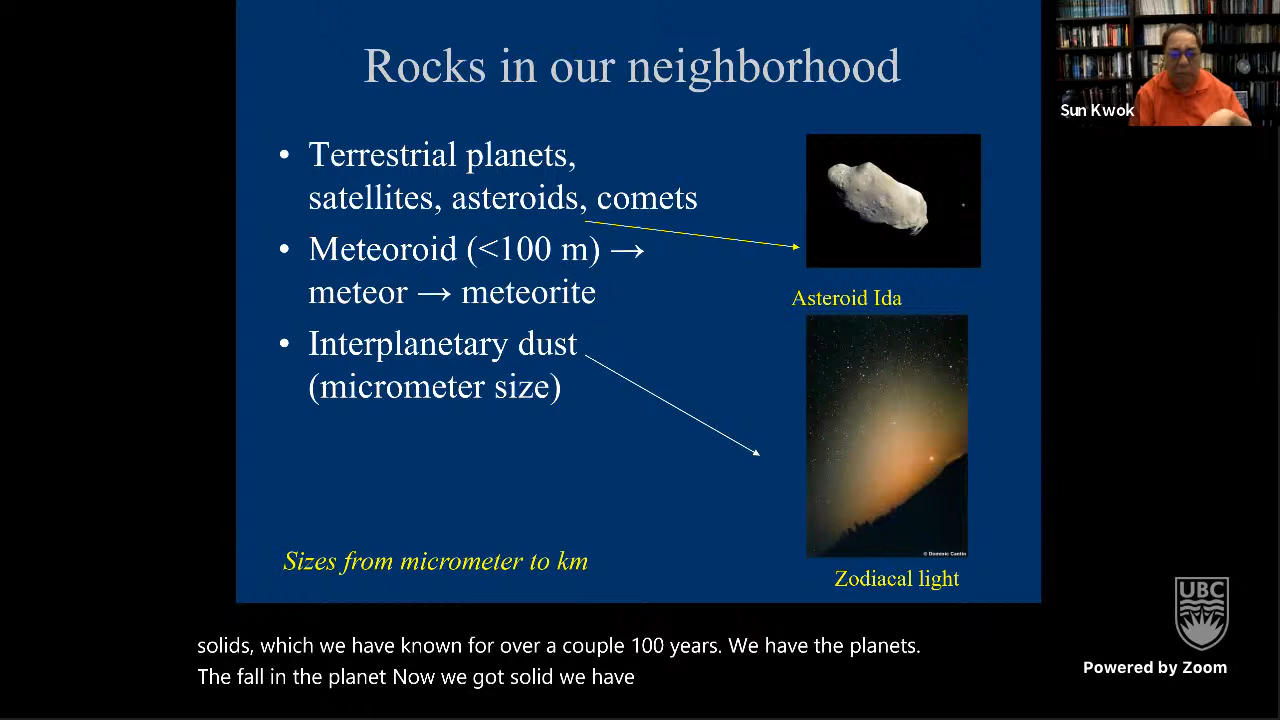 Rocks in our neighborhood
Sun Kwok
• Terrestrial planets,
satellites, asteroids, comets
• Meteoroid (<100 m) →
meteor → meteorite
Asteroid Ida
• Interplanetary dust
(micrometer size)
© Dominic Cantin
Sizes from micrometer to km
Zodiacal light
UBC
solids, which we have known for over a couple 100 years. We have the planets.
The fall in the planet Now we got solid we have
Powered by Zoom